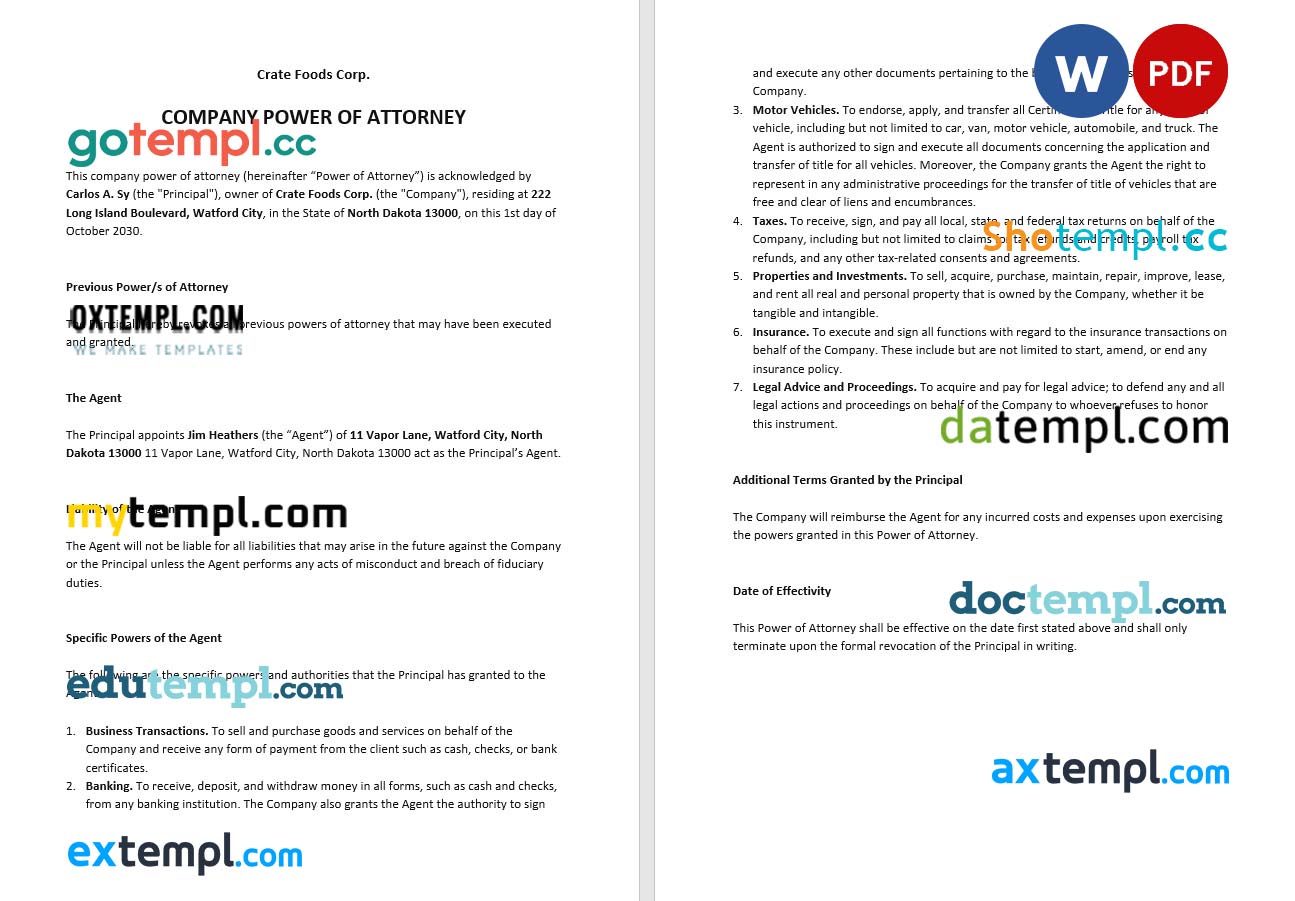 Crate Foods Corp.
COMPANY POWER OF ATTORNEY
gotempl.cc
This company power of attorney (hereinafter “Power of Attorney”) is acknowledged by
Carlos A. Sy (the "Principal"), owner of Crate Foods Corp. (the "Company"), residing at 222
Long Island Boulevard, Watford City, in the State of North Dakota 13000, on this 1st day of
October 2030.
Previous Power/s of Attorney
OXTEMPL.COM
The Principal hereby revokes all previous powers of attorney that may have been executed
and granted.
WE MAKE TEMPLATES
The Agent
The Principal appoints Jim Heathers (the “Agent”) of 11 Vapor Lane, Watford City, North
Dakota 13000 11 Vapor Lane, Watford City, North Dakota 13000 act as the Principal’s Agent.
Liability of the Agent
mytempl.com
The Agent will not be liable for all liabilities that may arise in the future against the Company
or the Principal unless the Agent performs any acts of misconduct and breach of fiduciary
duties.
Specific Powers of the Agent
The following are the specific powers and authorities that the Principal has granted to the
Agent
edutempl.com
1. Business Transactions. To sell and purchase goods and services on behalf of the
Company and receive any form of payment from the client such as cash, checks, or bank
certificates.
2. Banking. To receive, deposit, and withdraw money in all forms, such as cash and checks,
from any banking institution. The Company also grants the Agent the authority to sign
extempl.com
W PDF
and execute any other documents pertaining to the
Company.
3. Motor Vehicles. To endorse, apply, and transfer all Title for
vehicle, including but not limited to car, van, motor vehicle, automobile, and truck. The
Agent is authorized to sign and execute all documents concerning the application and
transfer of title for all vehicles. Moreover, the Company grants the Agent the right to
represent in any administrative proceedings for the transfer of title of vehicles that are
free and clear of liens and encumbrances.
4. Taxes. To receive, sign, and pay all local, state, and federal tax returns on behalf of the
Company, including but not limited to claims for tax refunds and credits, payroll tax
Shotempl.cc
refunds, and any other tax-related consents and agreements.
5. Properties and Investments. To sell, acquire, purchase, maintain, repair, improve, lease,
and rent all real and personal property that is owned by the Company, whether it be
tangible and intangible.
6. Insurance. To execute and sign all functions with regard to the insurance transactions on
behalf of the Company. These include but are not limited to start, amend, or end any
insurance policy.
7. Legal Advice and Proceedings. To acquire and pay for legal advice; to defend any and all
legal actions and proceedings on behalf of the Company to whoever refuses to honor
this instrument.
datempl.com
Additional Terms Granted by the Principal
The Company will reimburse the Agent for any incurred costs and expenses upon exercising
the powers granted in this Power of Attorney.
Date of Effectivity
doctempl.com
This Power of Attorney shall be effective on the date first stated above and shall only
terminate upon the formal revocation of the Principal in writing.
axtempl.com